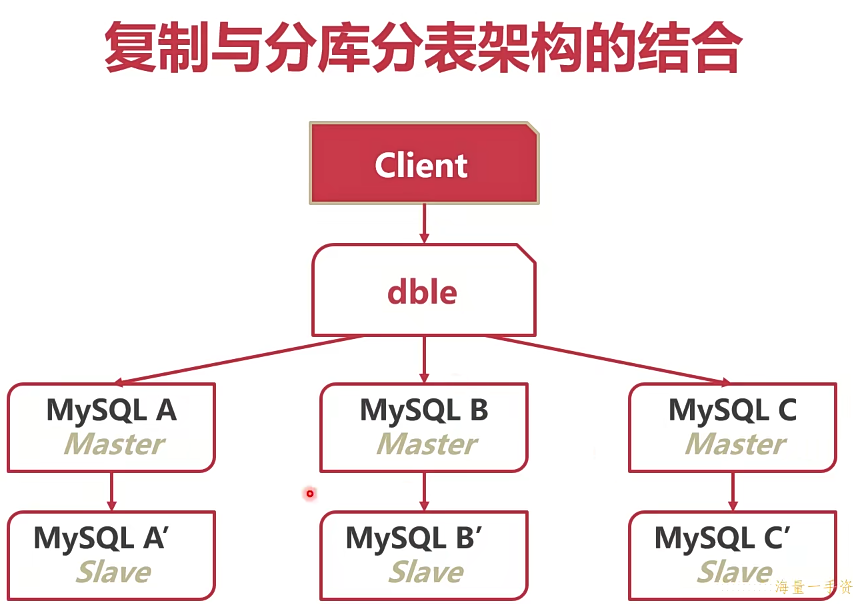 复制与分库分表架构的结合
Client
dble
MySQL A
Master
MySQL B
Master
MySQL C
Master
MySQL A’
Slave
MySQL B’
Slave
MySQL C’
Slave
海量一手资